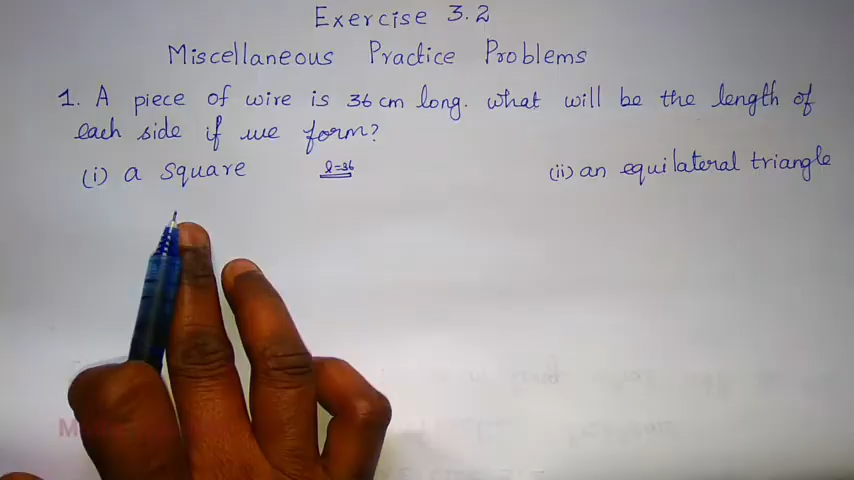 Exercise 3.2
Miscellaneous Practice Problems
1. A piece of wire is 36 cm long. what will be the length of
each side if we form?
(i) a square
l=36
(ii) an equilateral triangle